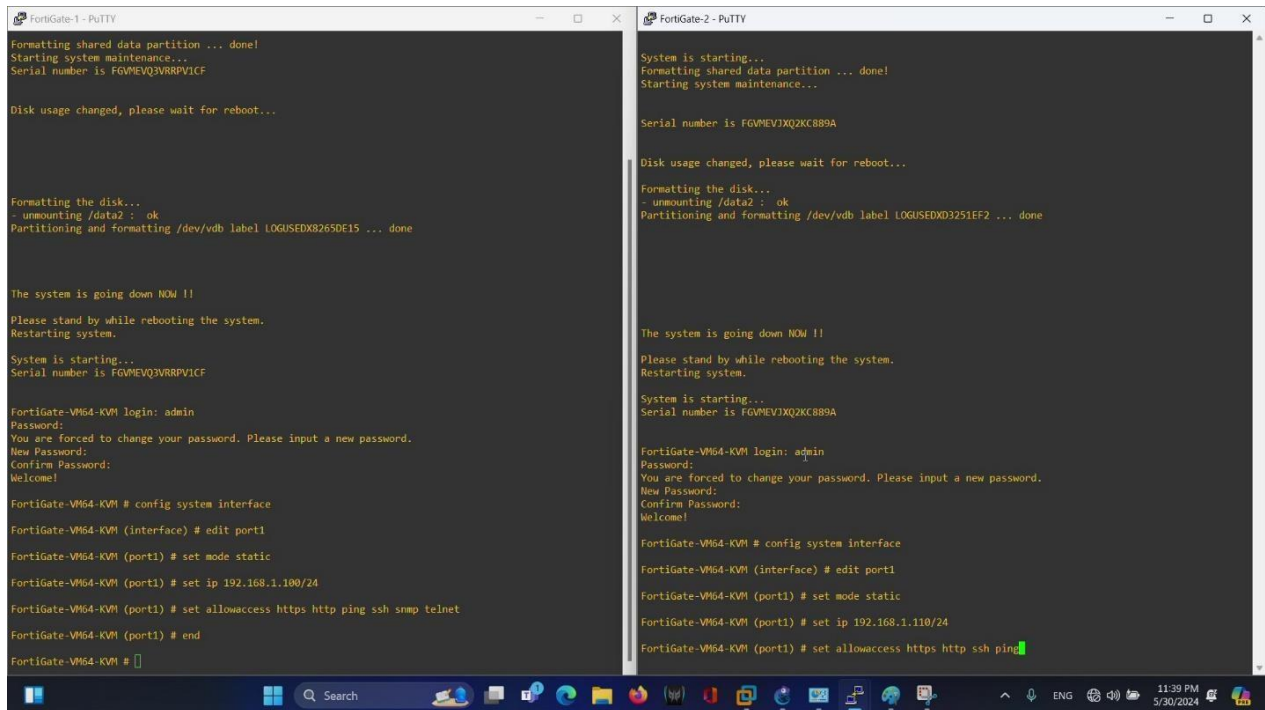 FortiGate-1 - PuTTY
Formatting shared data partition ... done!
Starting system maintenance...
Serial number is FGVMEVQ3VRRPV1CF
Disk usage changed, please wait for reboot...
Formatting the disk...
- unmounting /data2 :  ok
Partitioning and formatting /dev/vdb label LOGUSEDX8265DE15 ... done
The system is going down NOW !!
Please stand by while rebooting the system.
Restarting system.
System is starting...
Serial number is FGVMEVQ3VRRPV1CF
FortiGate-VM64-KVM login: admin
Password:
You are forced to change your password. Please input a new password.
New Password:
Confirm Password:
Welcome!
FortiGate-VM64-KVM # config system interface
FortiGate-VM64-KVM (interface) # edit port1
FortiGate-VM64-KVM (port1) # set mode static
FortiGate-VM64-KVM (port1) # set ip 192.168.1.100/24
FortiGate-VM64-KVM (port1) # set allowaccess https http ping ssh snmp telnet
FortiGate-VM64-KVM (port1) # end
FortiGate-VM64-KVM #
FortiGate-2 - PuTTY
System is starting...
Formatting shared data partition ... done!
Starting system maintenance...
Serial number is FGVMEVJXQ2KC889A
Disk usage changed, please wait for reboot...
Formatting the disk...
- unmounting /data2 :  ok
Partitioning and formatting /dev/vdb label LOGUSEDXD3251EF2 ... done
The system is going down NOW !!
Please stand by while rebooting the system.
Restarting system.
System is starting...
Serial number is FGVMEVJXQ2KC889A
FortiGate-VM64-KVM login: admin
Password:
You are forced to change your password. Please input a new password.
New Password:
Confirm Password:
Welcome!
FortiGate-VM64-KVM # config system interface
FortiGate-VM64-KVM (interface) # edit port1
FortiGate-VM64-KVM (port1) # set mode static
FortiGate-VM64-KVM (port1) # set ip 192.168.1.110/24
FortiGate-VM64-KVM (port1) # set allowaccess https http ssh ping
Search
ENG
11:39 PM
5/30/2024